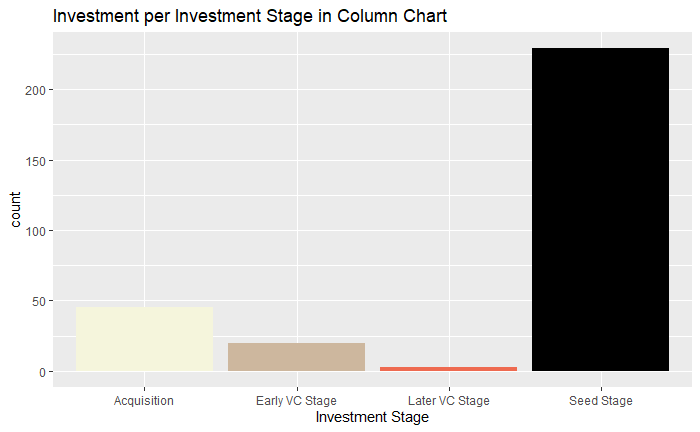 Investment per Investment Stage in Column Chart
200
150
100
50
0
count
Acquisition
Early VC Stage
Later VC Stage
Seed Stage
Investment Stage